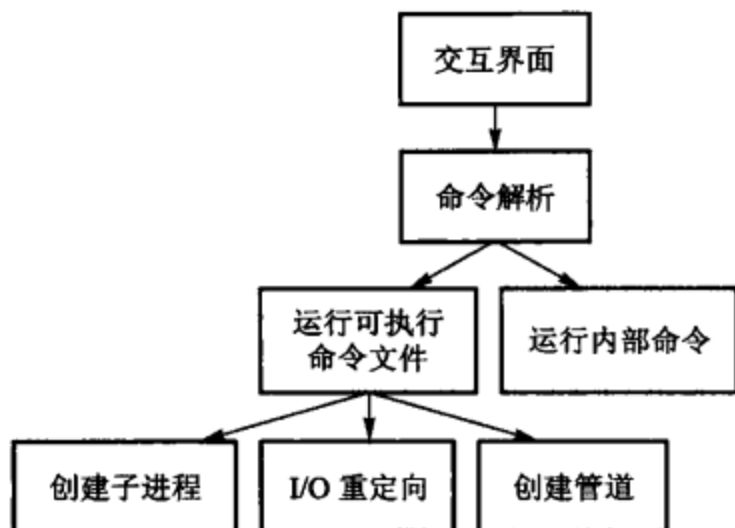 交互界面
命令解析
运行可执行
命令文件
运行内部命令
创建子进程
I/O 重定向
创建管道